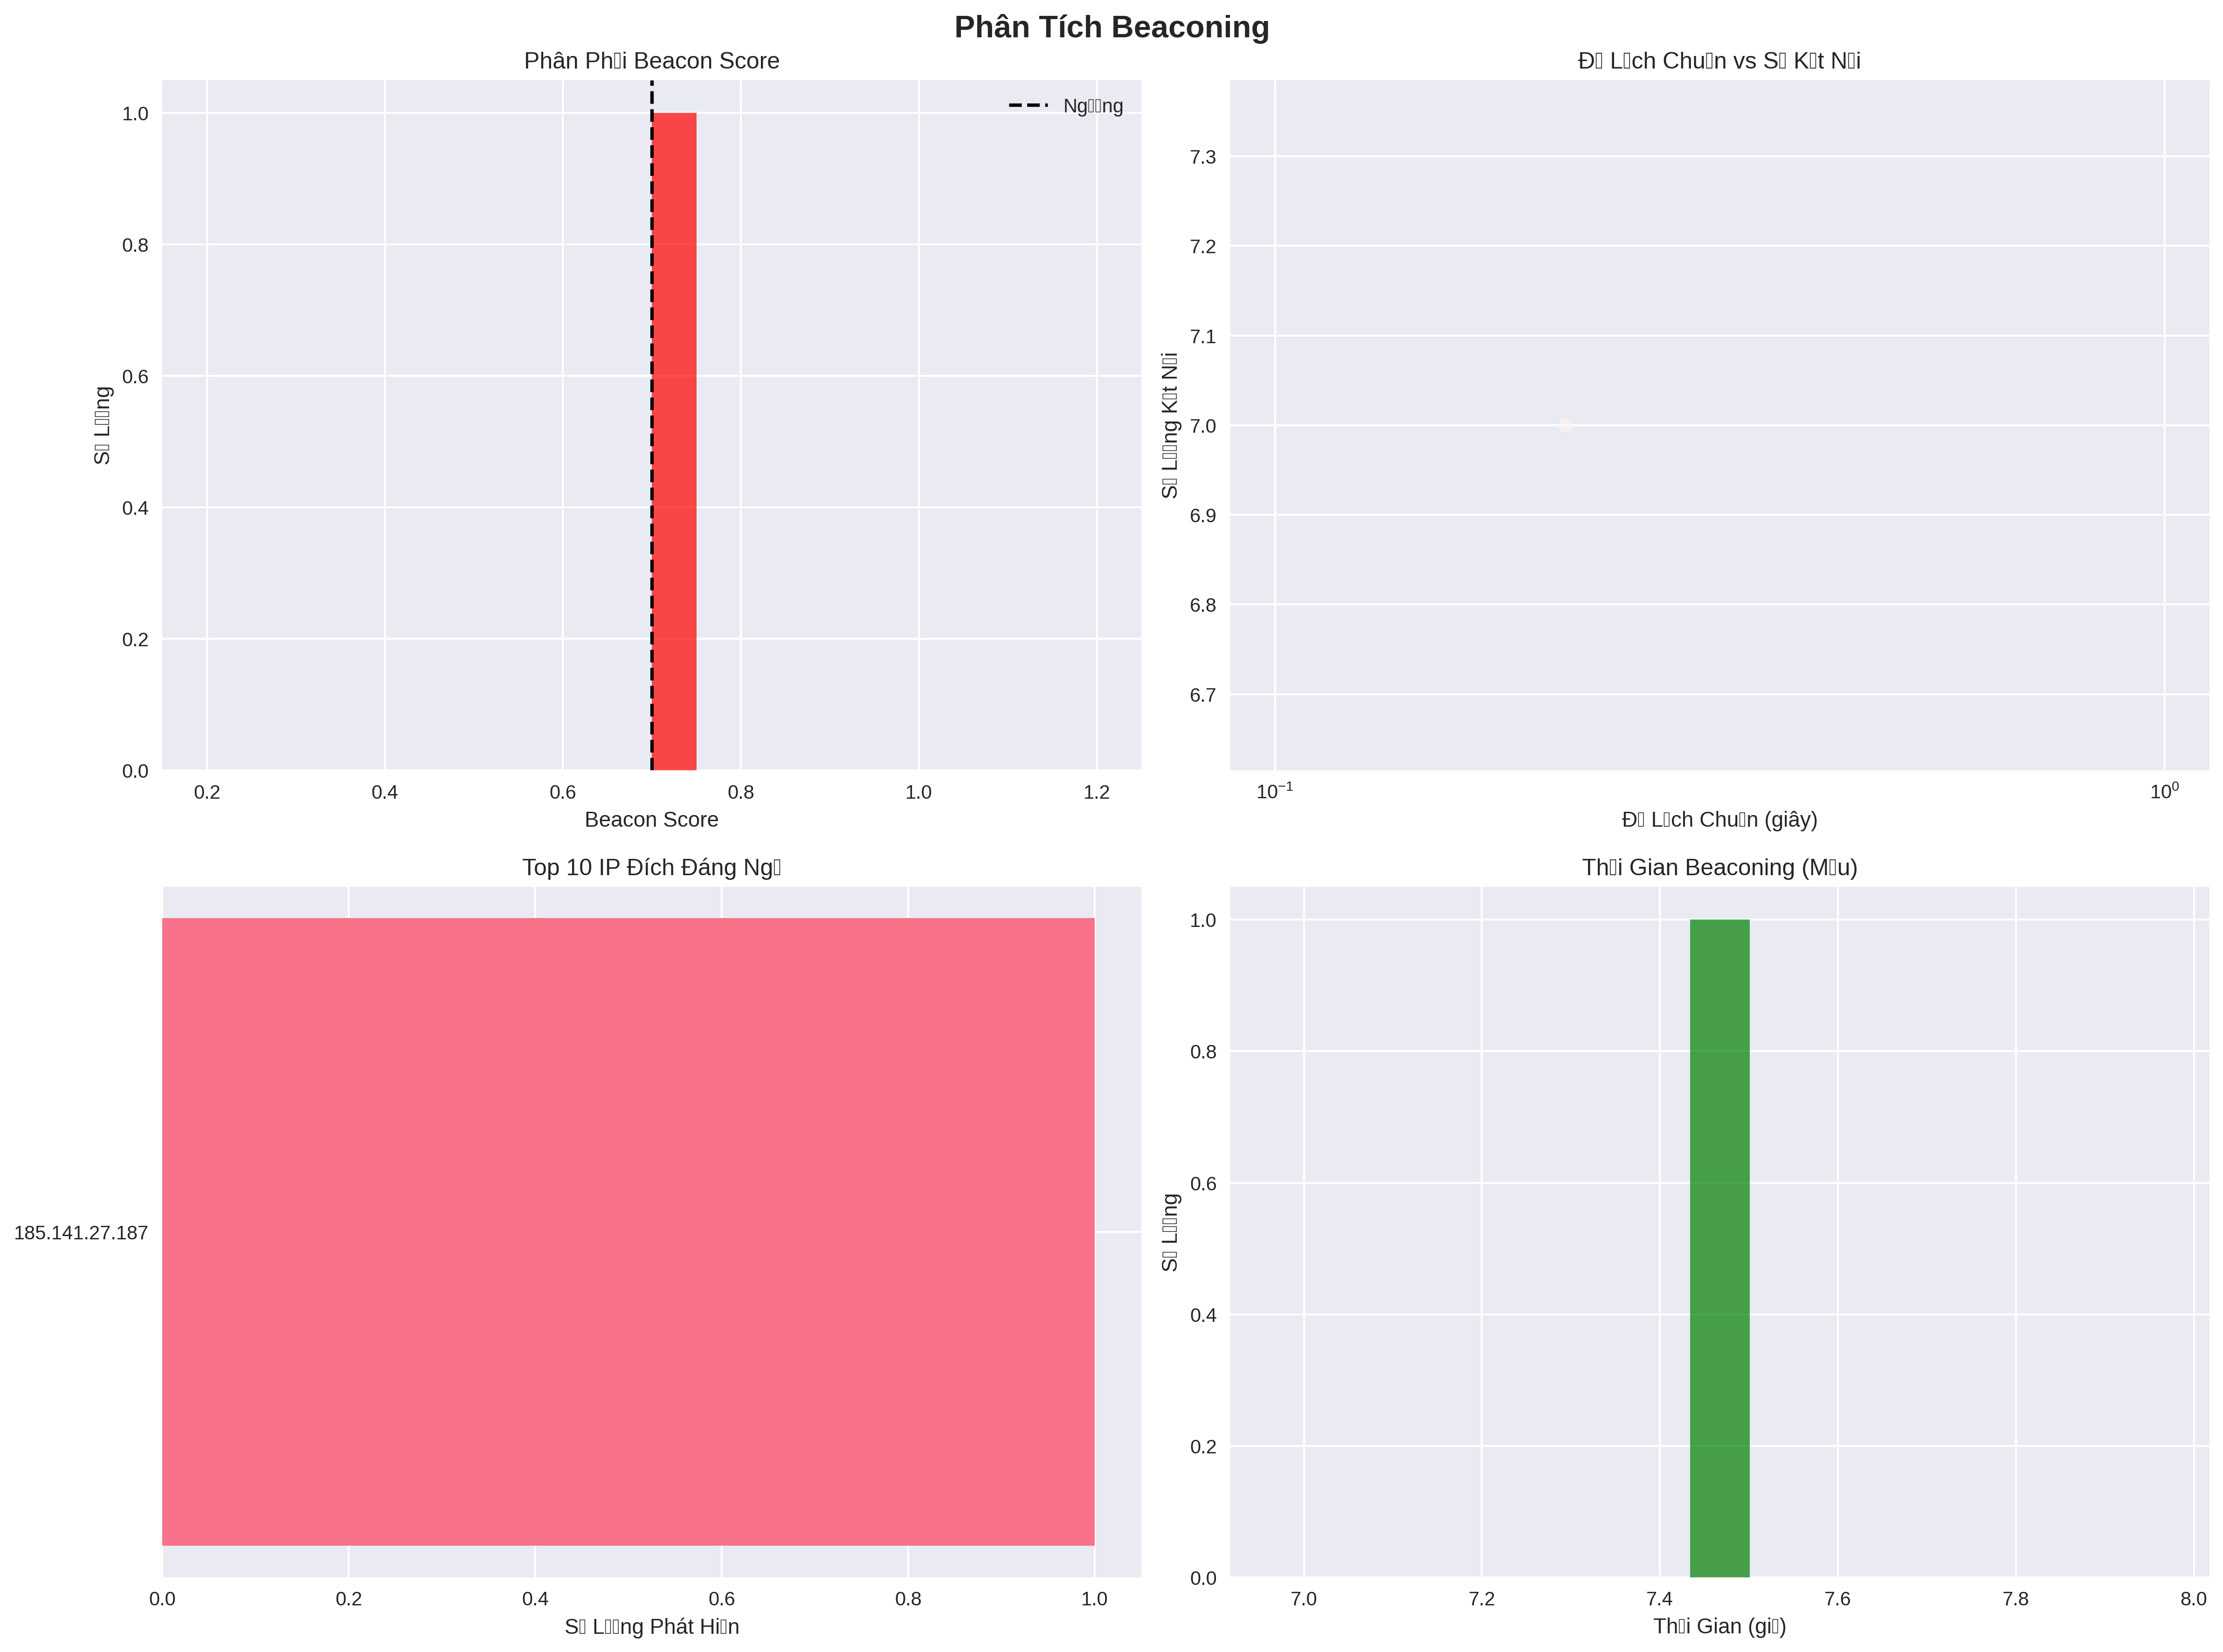 Phân Tích Beaconing
Phân Ph▯i Beacon Score
Ng▯▯ng
S▯ L▯▯ng
1.0
0.8
0.6
0.4
0.2
0.0
0.2 0.4 0.6 0.8 1.0 1.2
Beacon Score
Đ▯ L▯ch Chu▯n vs S▯ K▯t N▯i
S▯ L▯▯ng K▯t N▯i
7.3
7.2
7.1
7.0
6.9
6.8
6.7
10⁻¹ 10⁰
Đ▯ L▯ch Chu▯n (giây)
Top 10 IP Đích Đáng Ng▯
185.141.27.187
0.0 0.2 0.4 0.6 0.8 1.0
S▯ L▯▯ng Phát Hi▯n
Th▯i Gian Beaconing (M▯u)
S▯ L▯▯ng
1.0
0.8
0.6
0.4
0.2
0.0
7.0 7.2 7.4 7.6 7.8 8.0
Th▯i Gian (gi▯)